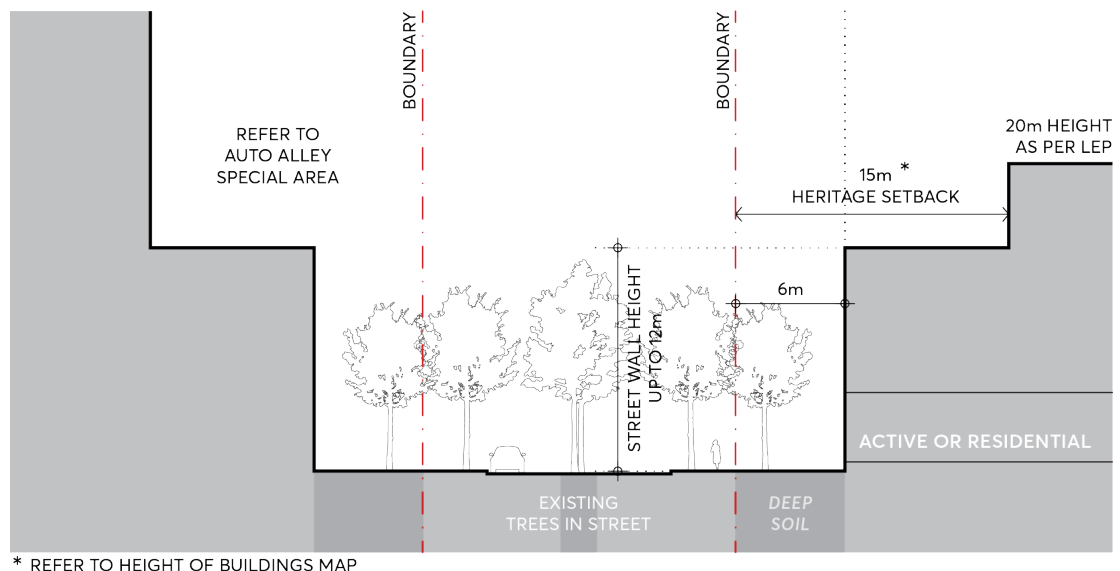 BOUNDARY
BOUNDARY
REFER TO
AUTO ALLEY
SPECIAL AREA
20m HEIGHT
AS PER LEP
15m *
HERITAGE SETBACK
6m
STREET WALL HEIGHT
UP TO 12m
ACTIVE OR RESIDENTIAL
EXISTING
TREES IN STREET
DEEP
SOIL
* REFER TO HEIGHT OF BUILDINGS MAP